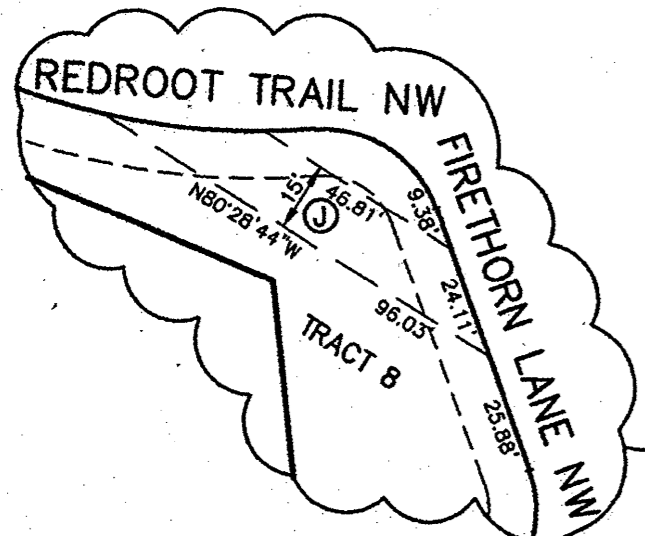 REDROOT TRAIL NW
FIRETHORN LANE NW
15'
46.81'
J
9.38'
N80°28'44"W
24.11'
96.03'
TRACT 8
25.88'